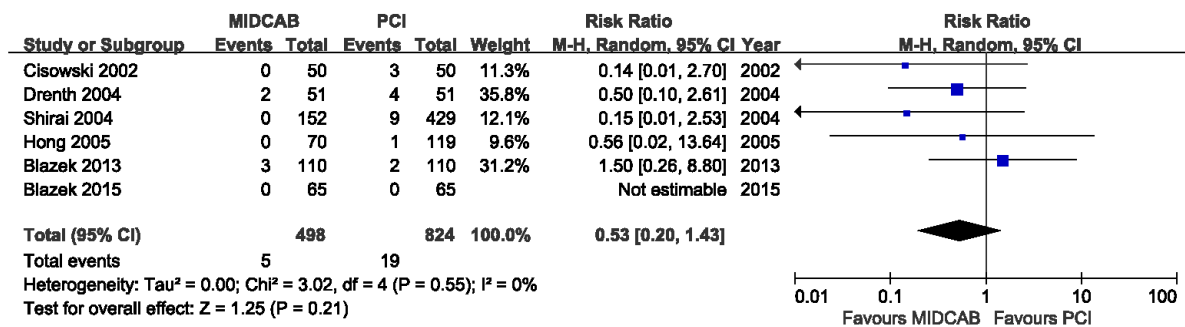 MIDCAB PCI Risk Ratio Risk Ratio
Study or Subgroup Events Total Events Total Weight M-H, Random, 95% CI Year M-H, Random, 95% CI
Cisowski 2002 0 50 3 50 11.3% 0.14 [0.01, 2.70] 2002
Drenth 2004 2 51 4 51 35.8% 0.50 [0.10, 2.61] 2004
Shirai 2004 0 152 9 429 12.1% 0.15 [0.01, 2.53] 2004
Hong 2005 0 70 1 119 9.6% 0.56 [0.02, 13.64] 2005
Blazek 2013 3 110 2 110 31.2% 1.50 [0.26, 8.80] 2013
Blazek 2015 0 65 0 65 Not estimable 2015
Total (95% CI) 498 824 100.0% 0.53 [0.20, 1.43]
Total events 5 19
Heterogeneity: Tau² = 0.00; Chi² = 3.02, df = 4 (P = 0.55); I² = 0%
Test for overall effect: Z = 1.25 (P = 0.21)
0.01 0.1 1 10 100
Favours MIDCAB Favours PCI